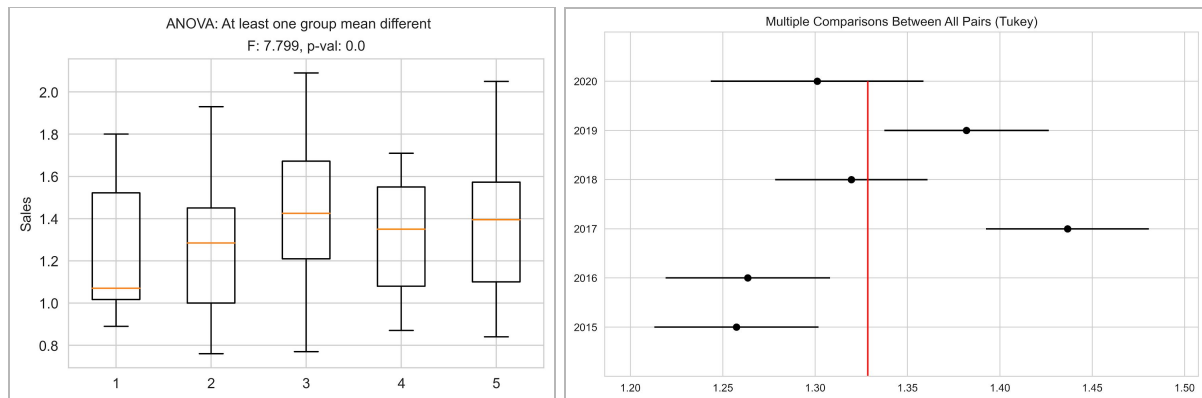 ANOVA: At least one group mean different
F: 7.799, p-val: 0.0
2.0
1.8
1.6
1.4
1.2
1.0
0.8
Sales
1 2 3 4 5
Multiple Comparisons Between All Pairs (Tukey)
2020
2019
2018
2017
2016
2015
1.20 1.25 1.30 1.35 1.40 1.45 1.50